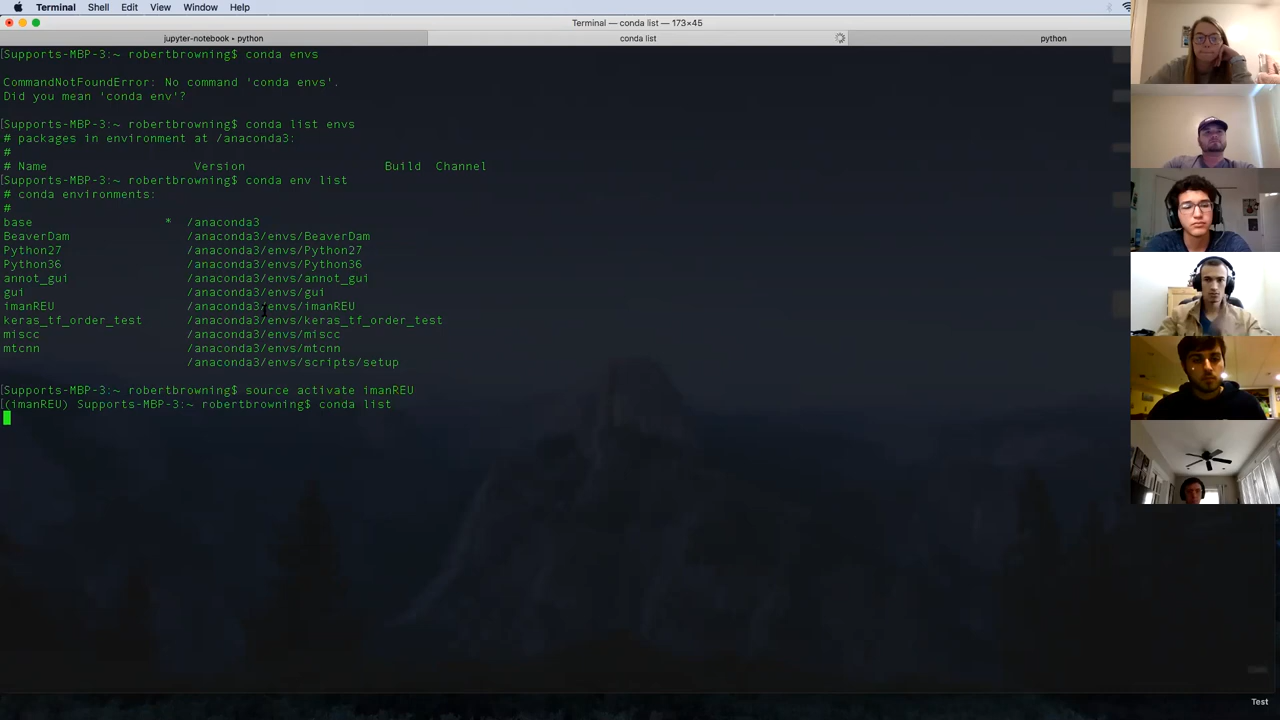 Terminal Shell Edit View Window Help
Terminal — conda list — 173×45
jupyter-notebook • python conda list python
[Supports-MBP-3:~ robertbrowning$ conda envs
CommandNotFoundError: No command 'conda envs'.
Did you mean 'conda env'?
[Supports-MBP-3:~ robertbrowning$ conda list envs
# packages in environment at /anaconda3:
#
# Name Version Build Channel
[Supports-MBP-3:~ robertbrowning$ conda env list
# conda environments:
#
base * /anaconda3
BeaverDam /anaconda3/envs/BeaverDam
Python27 /anaconda3/envs/Python27
Python36 /anaconda3/envs/Python36
annot_gui /anaconda3/envs/annot_gui
gui /anaconda3/envs/gui
imanREU /anaconda3/envs/imanREU
keras_tf_order_test /anaconda3/envs/keras_tf_order_test
miscc /anaconda3/envs/miscc
mtcnn /anaconda3/envs/mtcnn
/anaconda3/envs/scripts/setup
[Supports-MBP-3:~ robertbrowning$ source activate imanREU
[(imanREU) Supports-MBP-3:~ robertbrowning$ conda list
Test